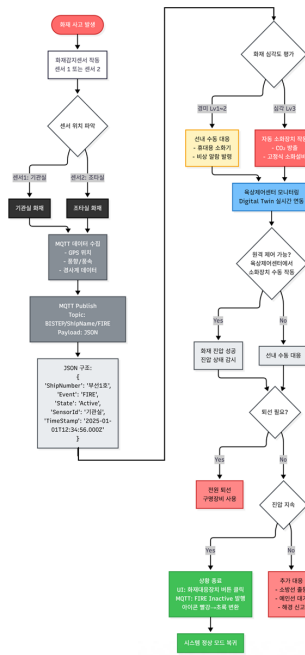 화재 사고 발생
화재감지센서 작동
센서 1 또는 센서 2
센서 위치 파악
센서1: 기관실
센서2: 조타실
기관실 화재
조타실 화재
MQTT 데이터 수집
- GPS 위치
- 풍향/풍속
- 경사계 데이터
MQTT Publish
Topic:
BISTEP/ShipName/FIRE
Payload: JSON
JSON 구조:
{'ShipNumber': '부선1호',
'Event': 'FIRE',
'State': 'Active',
'SensorId': '기관실',
'TimeStamp': '2025-01-
01T12:34:56.000Z'}
화재 심각도 평가
경미 Lv1~2
심각 Lv3
선내 수동 대응
- 휴대용 소화기
- 비상 알람 발령
자동 소화장치 작동
- CO₂ 방출
- 고정식 소화설비
육상제어센터 모니터링
Digital Twin 실시간 연동
원격 제어 가능?
육상제어센터에서
소화장치 수동 작동
Yes
No
화재 진압 성공
진압 상태 감시
선내 수동 대응
퇴선 필요?
Yes
No
전원 퇴선
구명장비 사용
진압 지속
Yes
No
상황 종료
UI: 화재대응장치 버튼 클릭
MQTT: FIRE Inactive 발행
아이콘 빨강→초록 변환
추가 대응
- 소방선 출동
- 예인선 대기
- 해경 신고
시스템 정상 모드 복귀